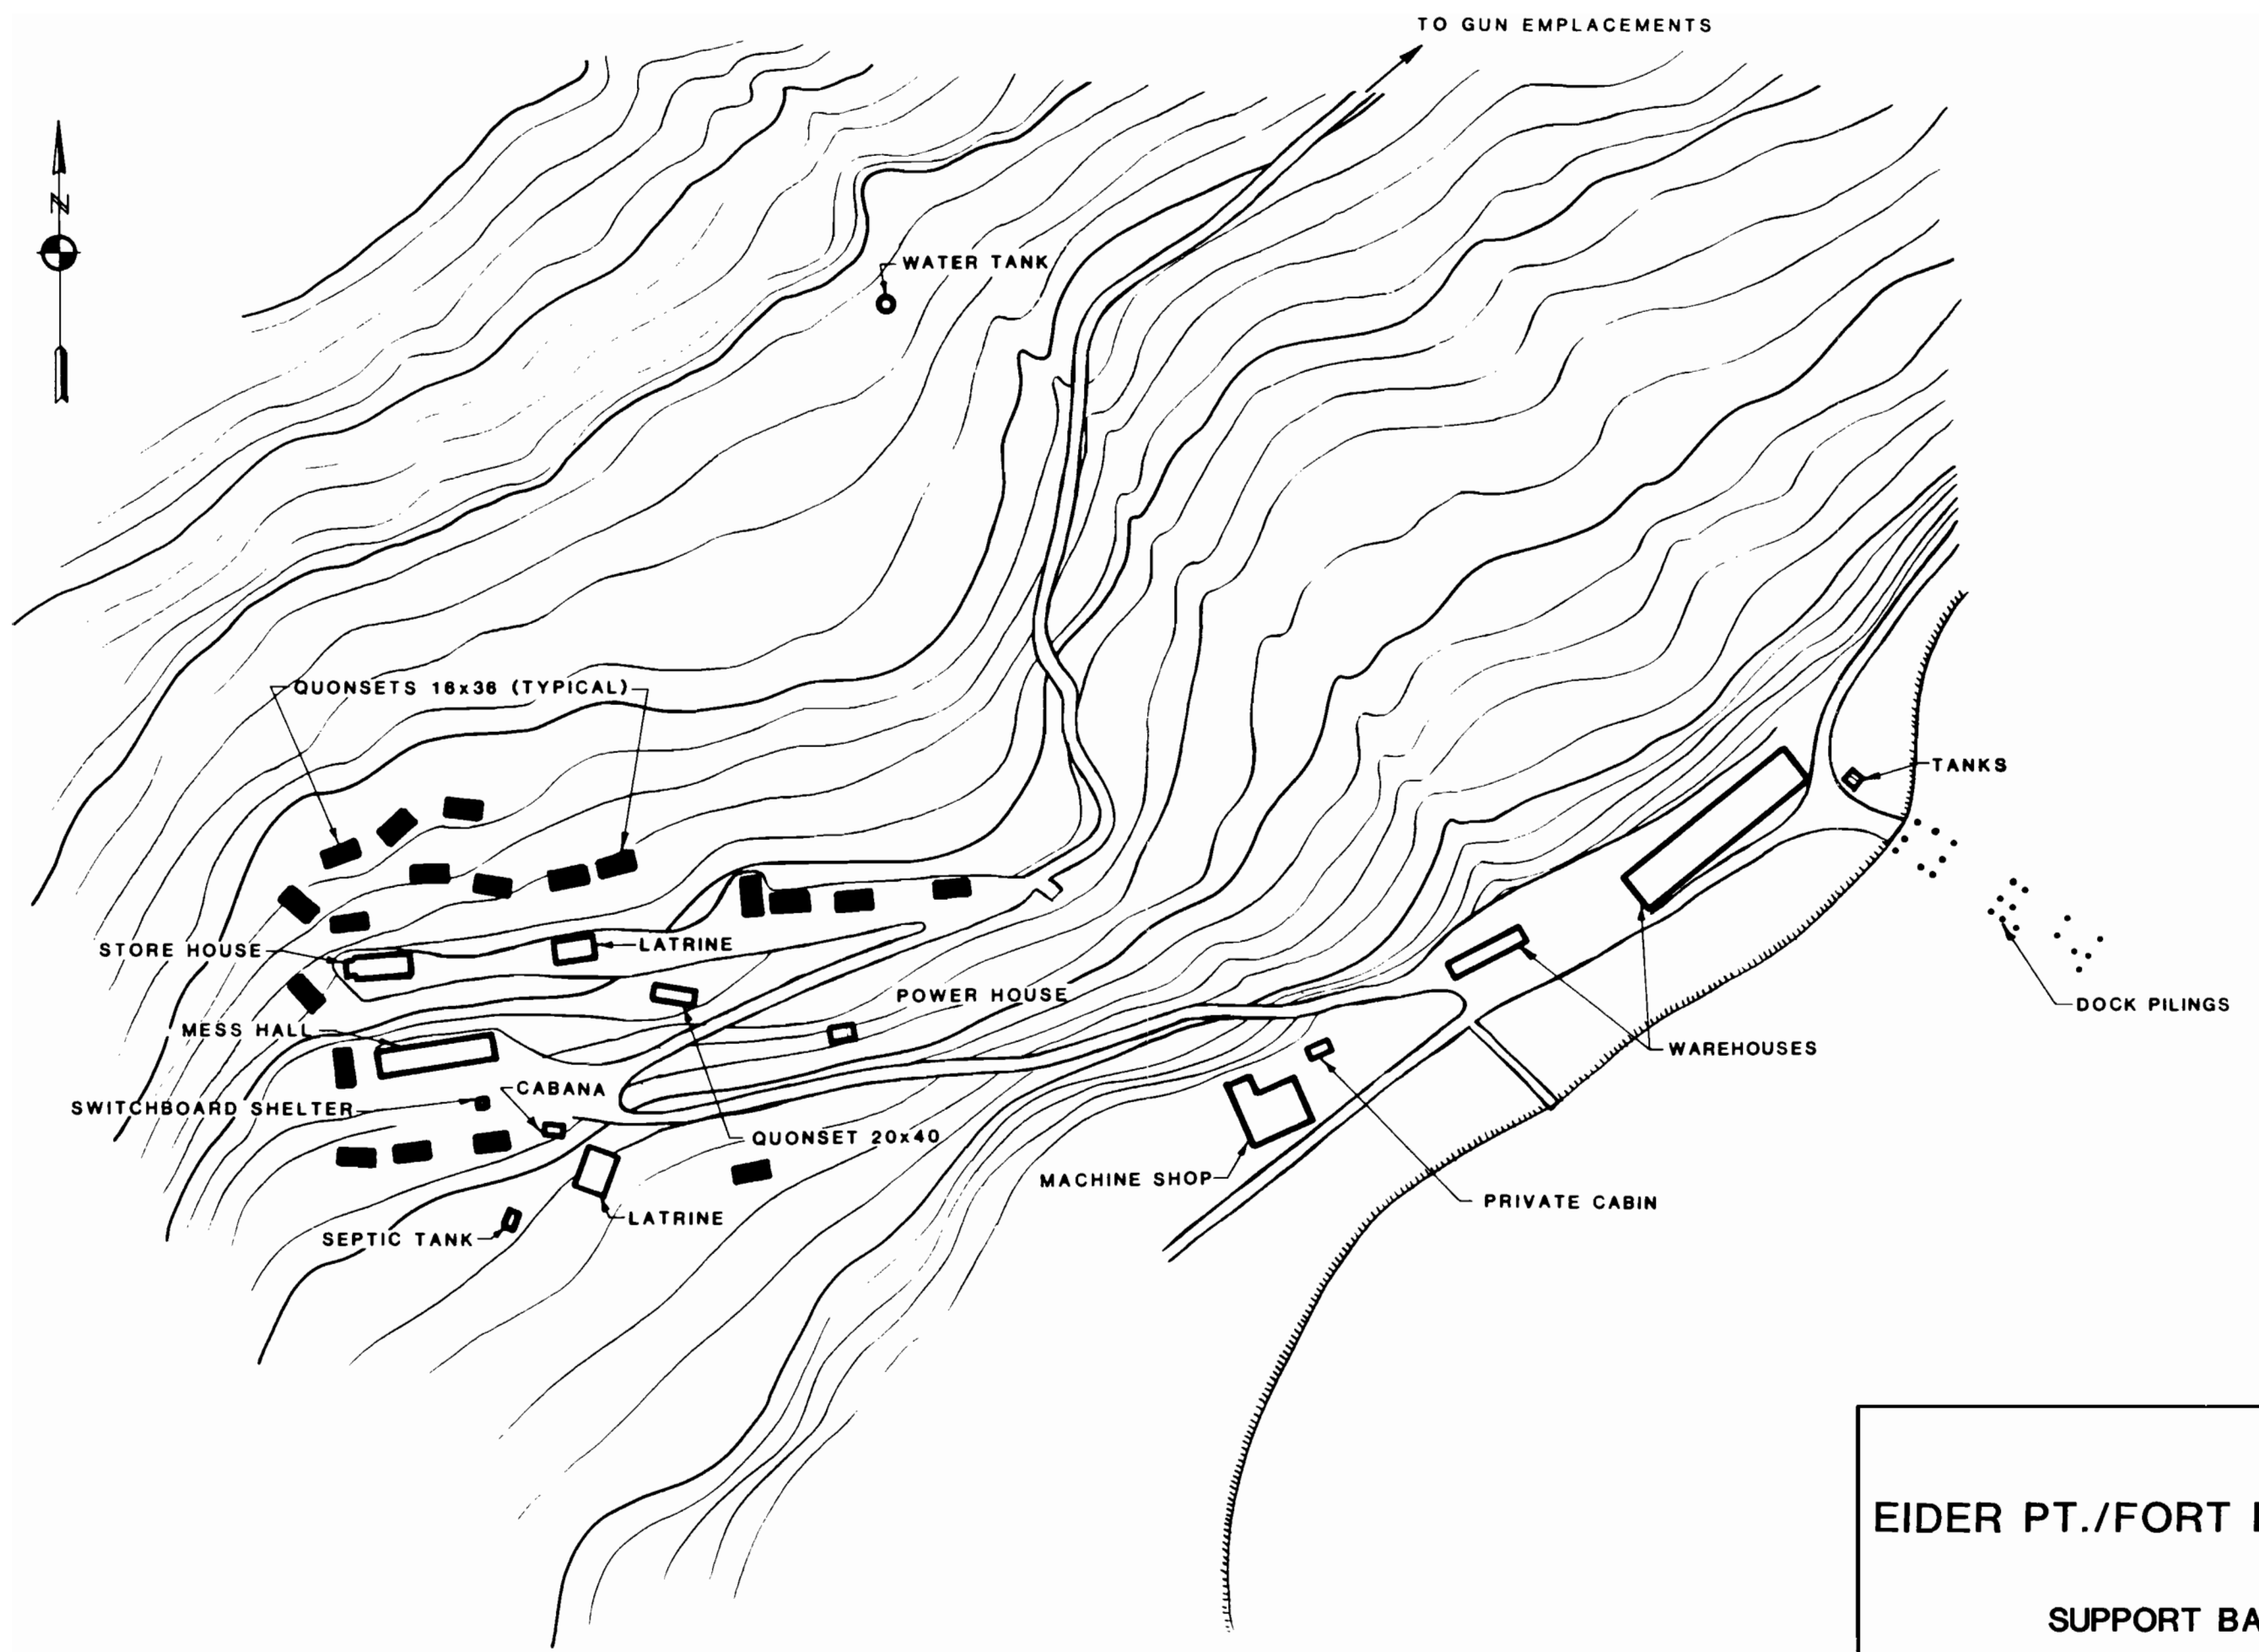 TO GUN EMPLACEMENTS
N
WATER TANK
QUONSETS 16x36 (TYPICAL)
TANKS
STORE HOUSE
LATRINE
POWER HOUSE
DOCK PILINGS
MESS HALL
WAREHOUSES
CABANA
SWITCHBOARD SHELTER
QUONSET 20x40
MACHINE SHOP
PRIVATE CABIN
LATRINE
SEPTIC TANK
EIDER PT./FORT
SUPPORT BA